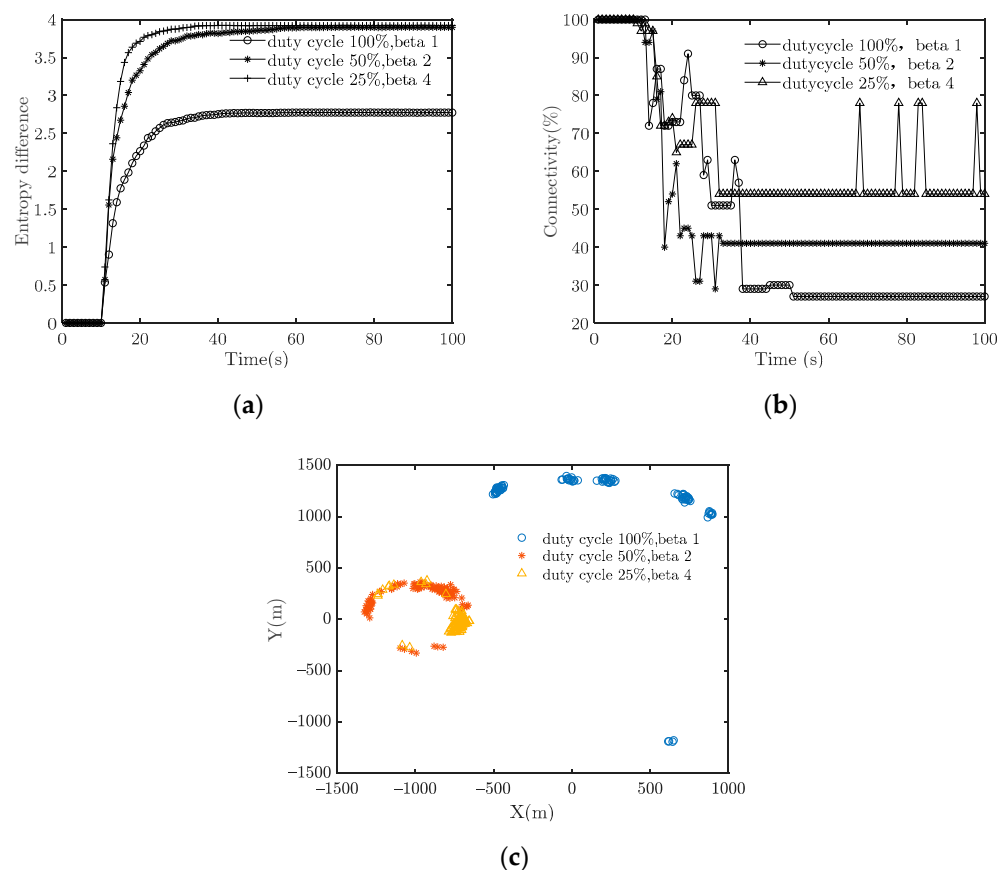 4
3.5
3
2.5
2
1.5
1
0.5
0
Entropy difference
duty cycle 100%,beta 1
duty cycle 50%,beta 2
duty cycle 25%,beta 4
0 20 40 60 80 100
Time(s)
(a)
100
90
80
70
60
50
40
30
20
Connectivity(%)
dutycycle 100%, beta 1
dutycycle 50%, beta 2
dutycycle 25%, beta 4
0 20 40 60 80 100
Time (s)
(b)
1500
1000
500
0
−500
−1000
−1500
Y(m)
duty cycle 100%,beta 1
duty cycle 50%,beta 2
duty cycle 25%,beta 4
−1500 −1000 −500 0 500 1000
X(m)
(c)